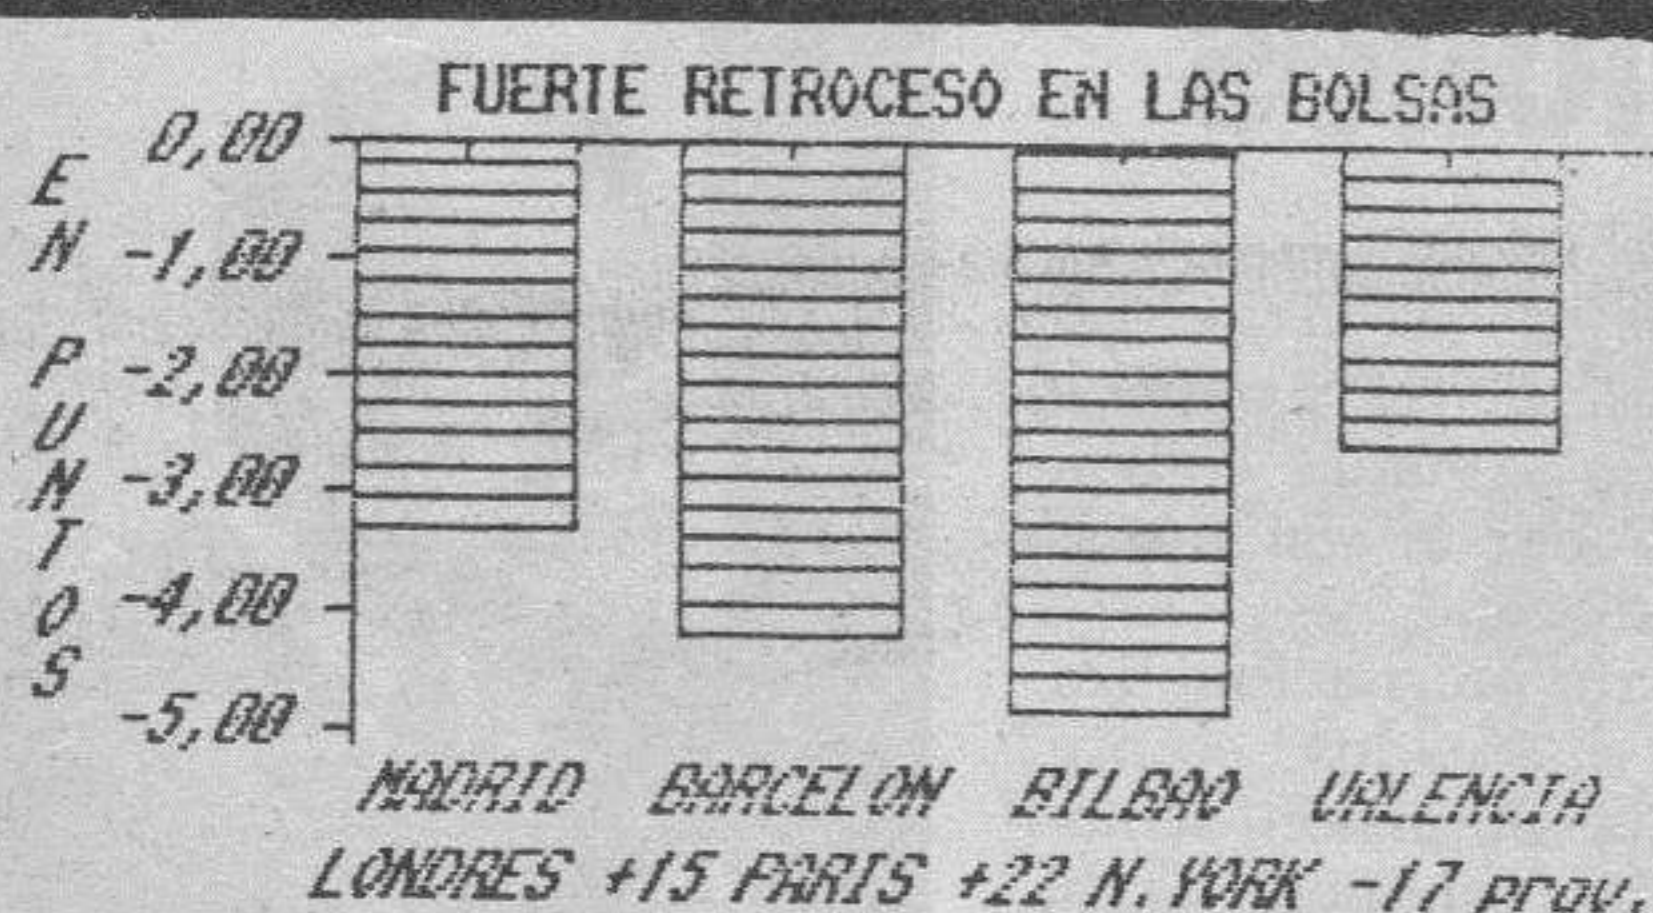 FUERTE RETROCESO EN LAS BOLSAS
EN PUNTOS
0,00
-1,00
-2,00
-3,00
-4,00
-5,00
MADRID BARCELON BILBAO VALENCIA
LONDRES +15 PARIS +22 N.YORK -17 prov.